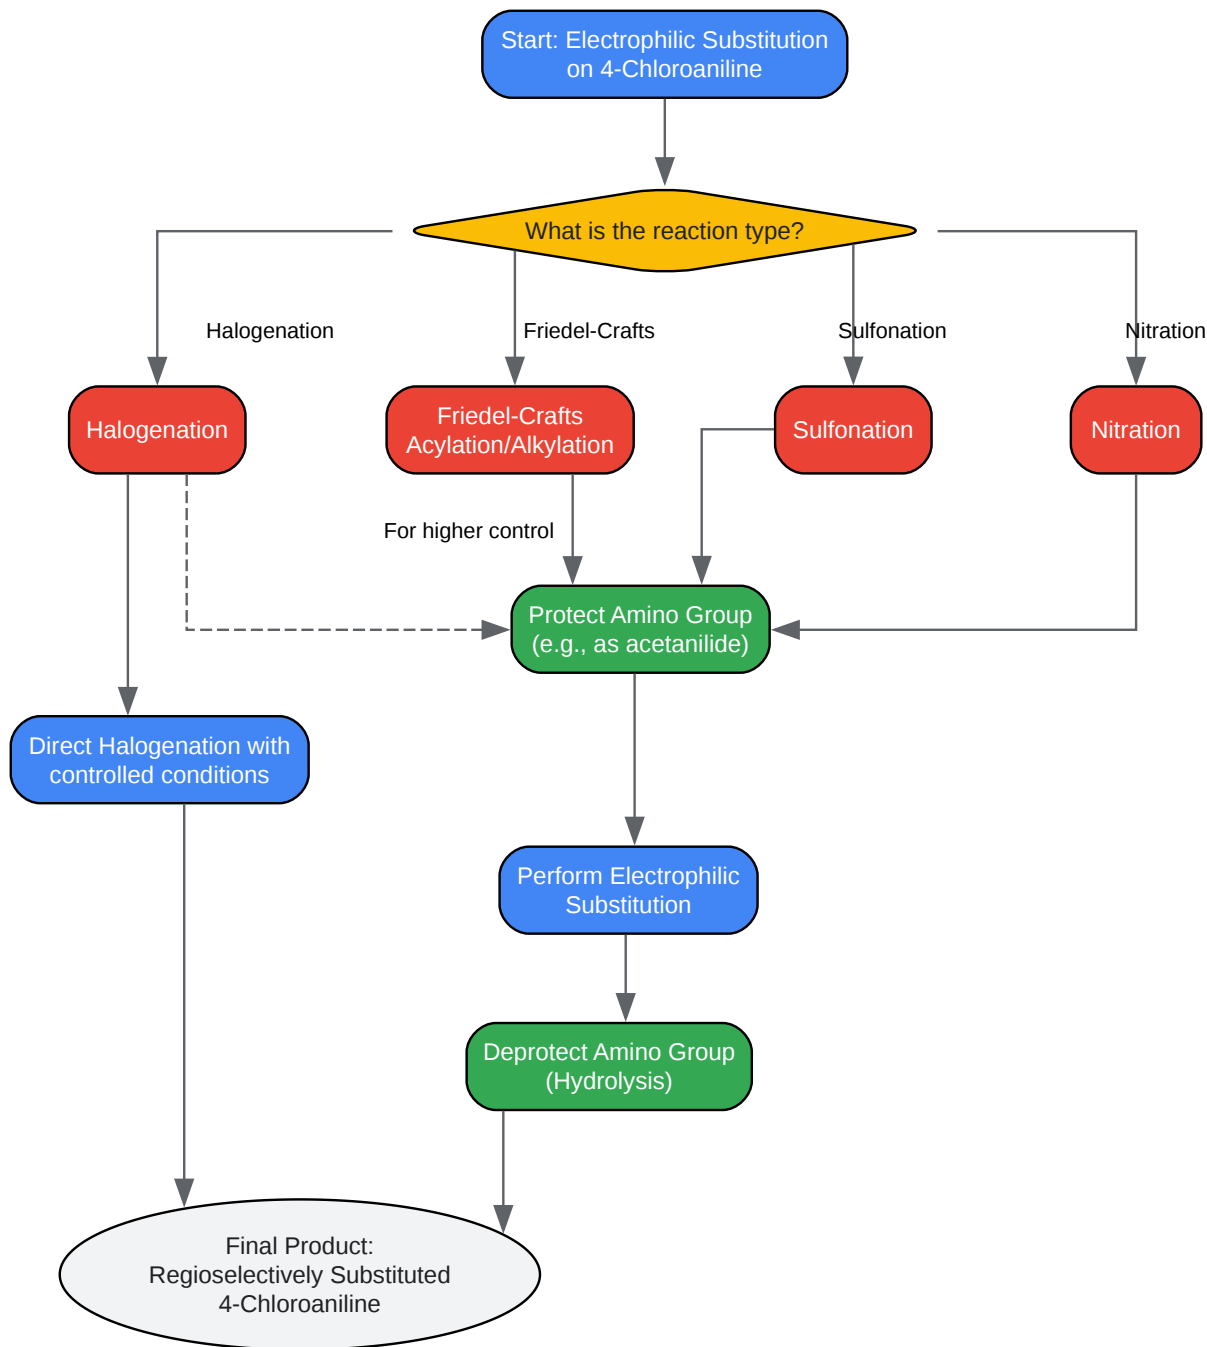 Start: Electrophilic Substitution
on 4-Chloroaniline
What is the reaction type?
Halogenation
Friedel-Crafts
Sulfonation
Nitration
Halogenation
Friedel-Crafts
Acylation/Alkylation
Sulfonation
Nitration
For higher control
Protect Amino Group
(e.g., as acetanilide)
Direct Halogenation with
controlled conditions
Perform Electrophilic
Substitution
Deprotect Amino Group
(Hydrolysis)
Final Product:
Regioselectively Substituted
4-Chloroaniline